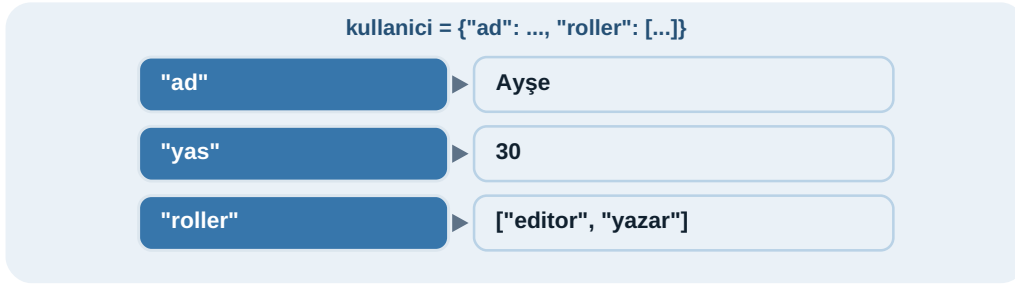 kullanici = {"ad": ..., "roller": [...]}
"ad" Ayşe
"yas" 30
"roller" ["editor", "yazar"]